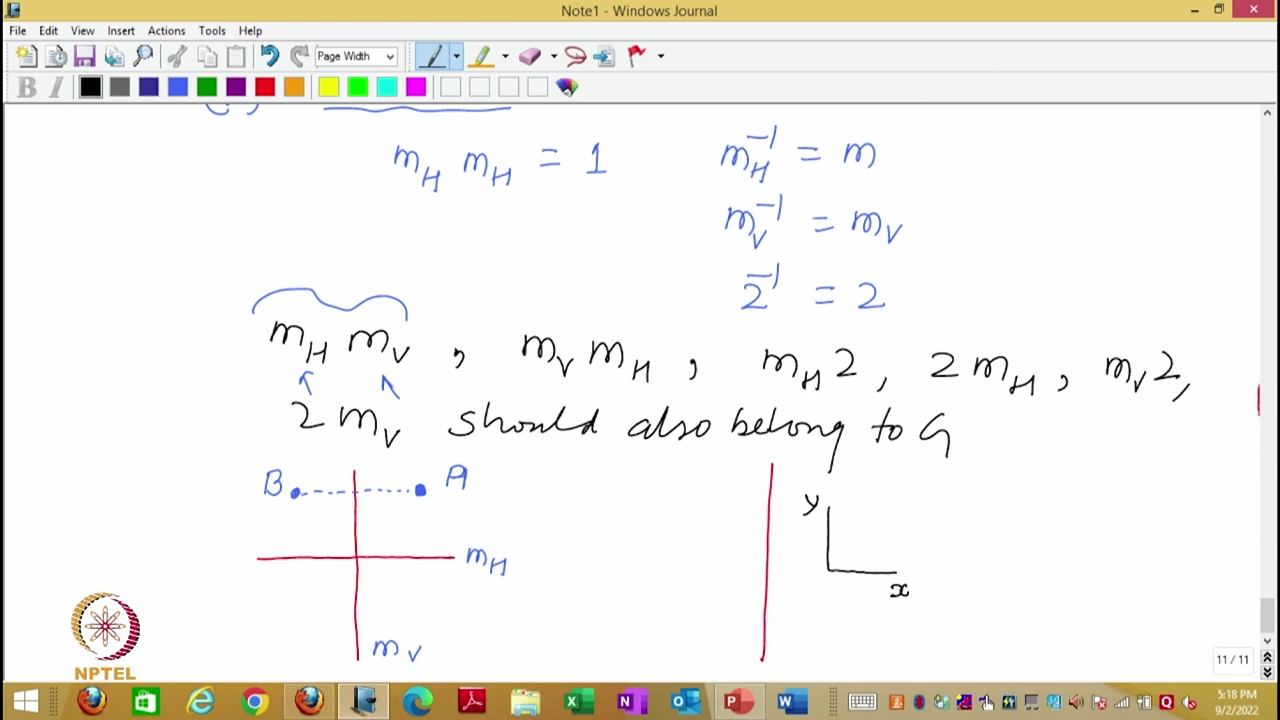 Note1 - Windows Journal
File Edit View Insert Actions Tools Help
Page Width
B I
m_H m_H = 1
m_H^-1 = m
m_V^-1 = m_V
2^-1 = 2
m_H m_V , m_V m_H , m_H 2 , 2 m_H , m_V 2 ,
2 m_V should also belong to G
B A
m_H
m_V
y
x
NPTEL
11 / 11
5:18 PM
9/2/2022